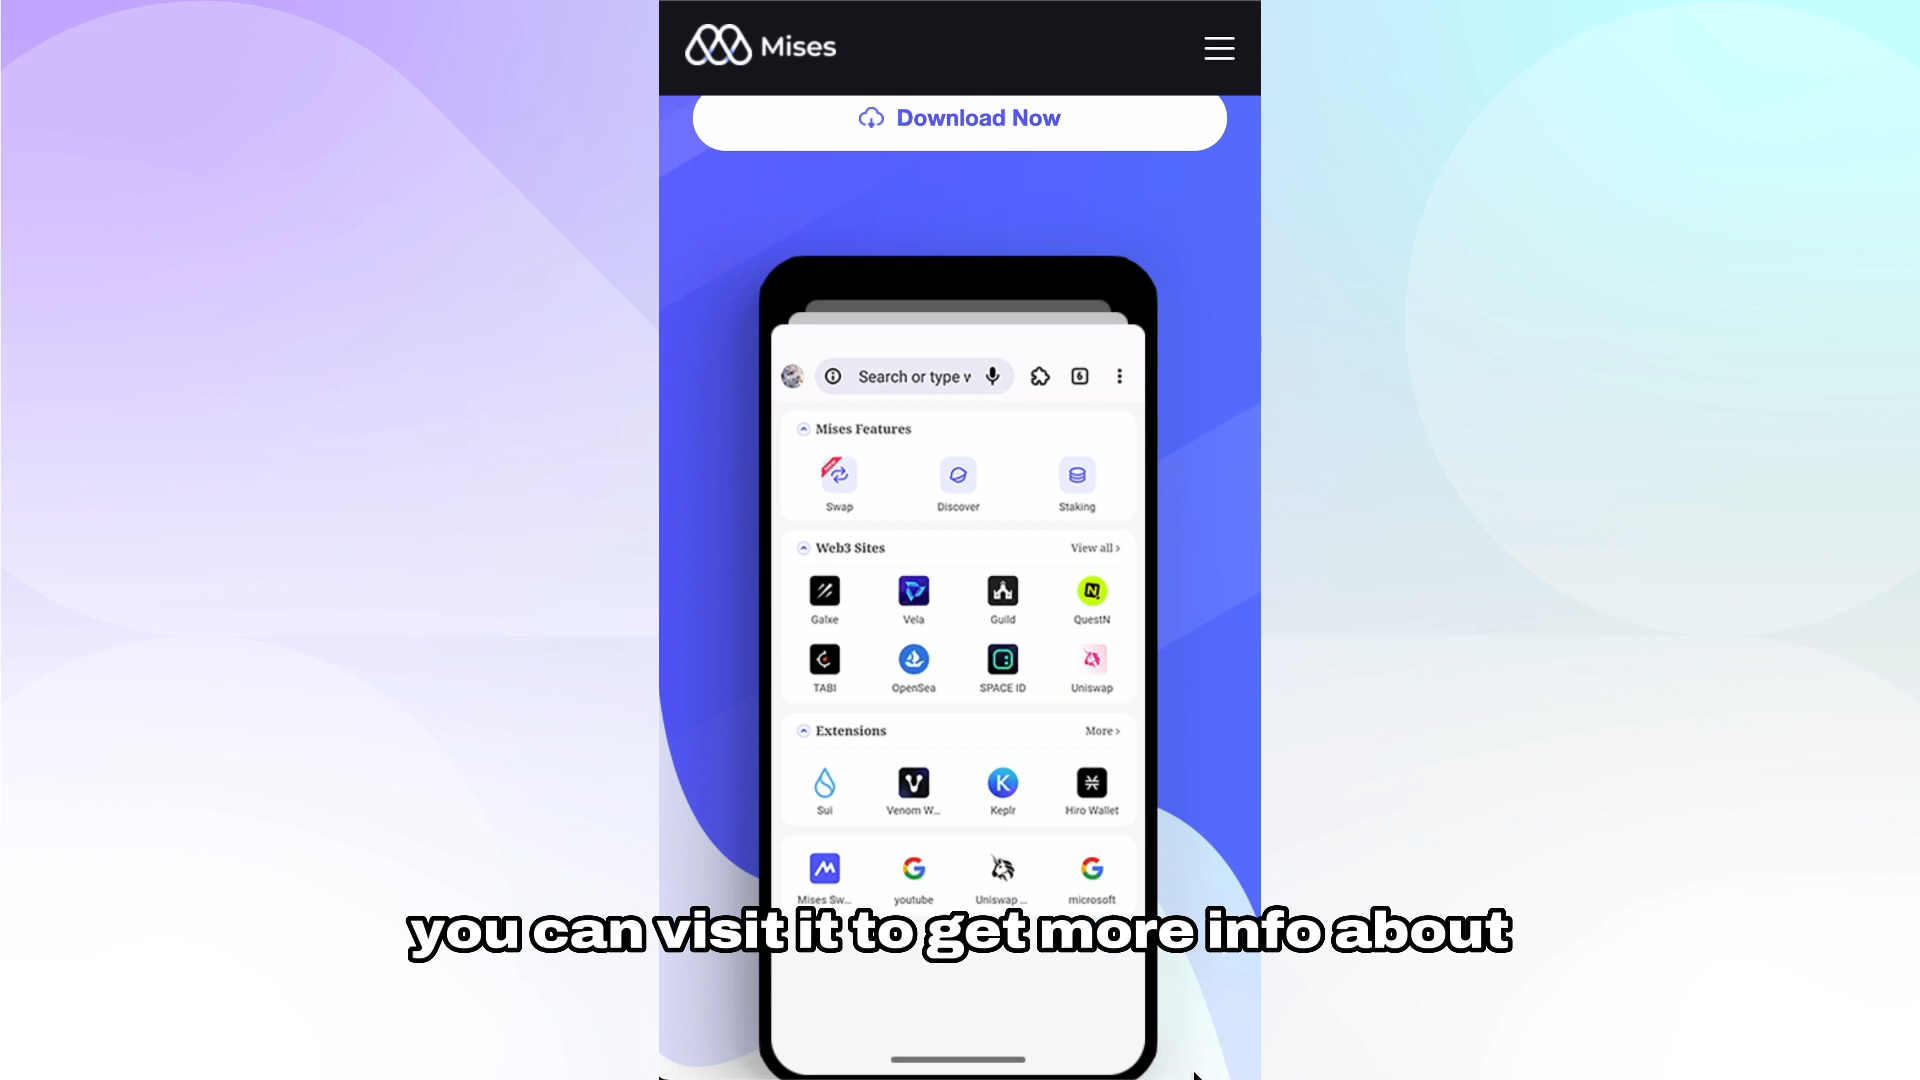 Mises
Download Now
Search or type v
6
Mises Features
Swap
Discover
Staking
Web3 Sites
View all ›
Galxe
Vela
Guild
QuestN
TABI
OpenSea
SPACE ID
Uniswap
Extensions
More ›
Sui
Venom W...
Keplr
Hiro Wallet
Mises Sw...
youtube
Uniswap ...
microsoft
you can visit it to get more info about